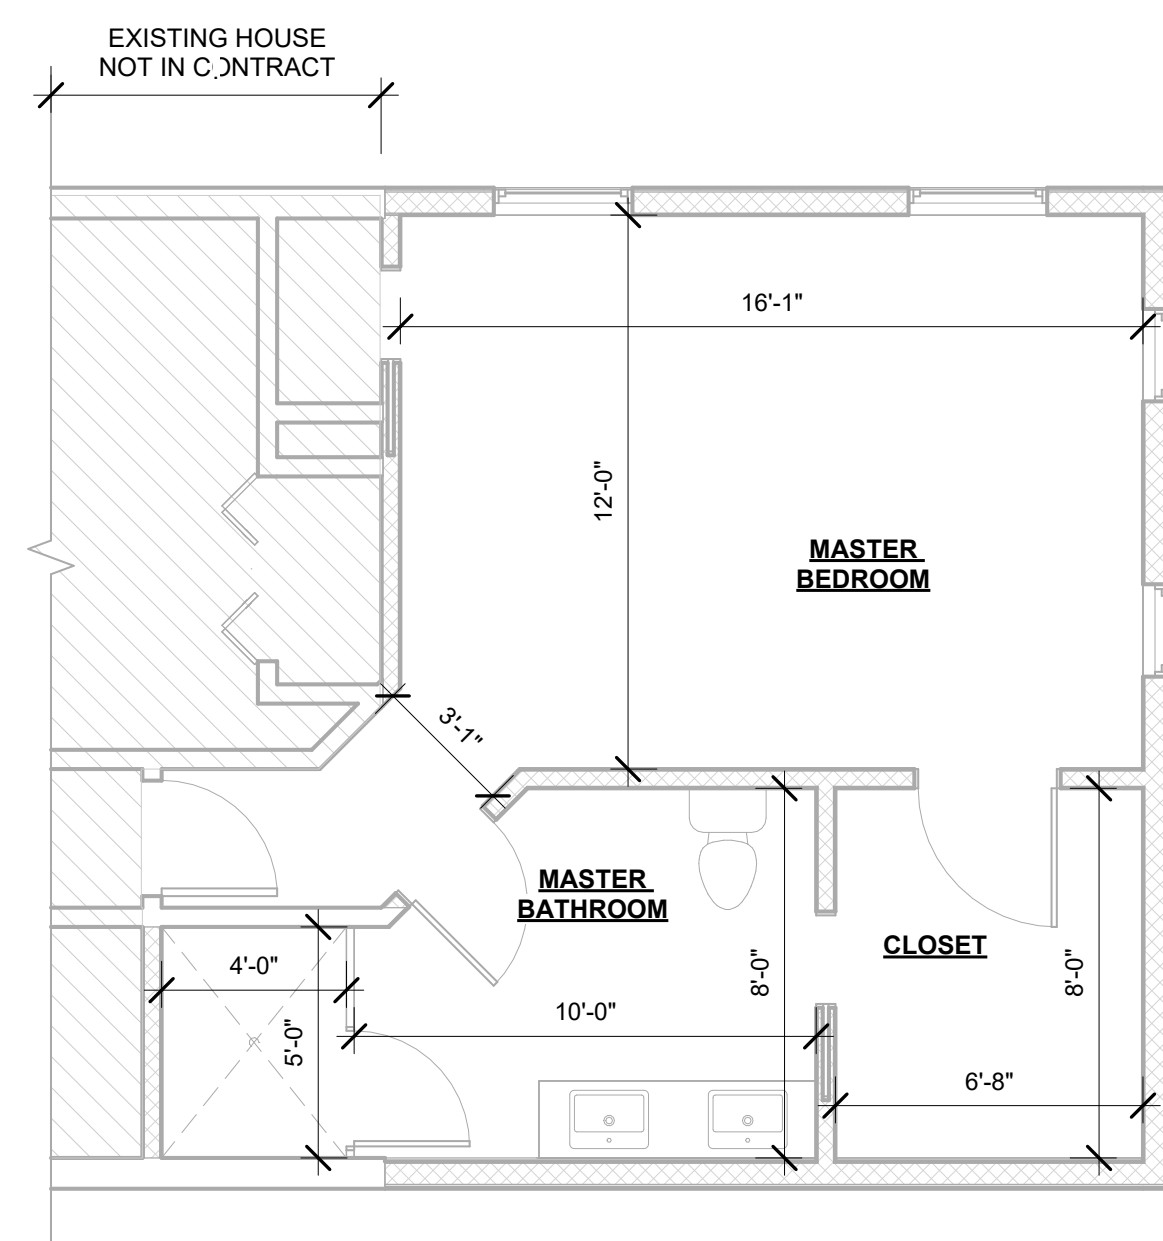 EXISTING HOUSE
NOT IN CONTRACT
16'-1"
12'-0"
MASTER
BEDROOM
3'-1"
MASTER
BATHROOM
CLOSET
4'-0"
8'-0"
8'-0"
10'-0"
5'-0"
6'-8"